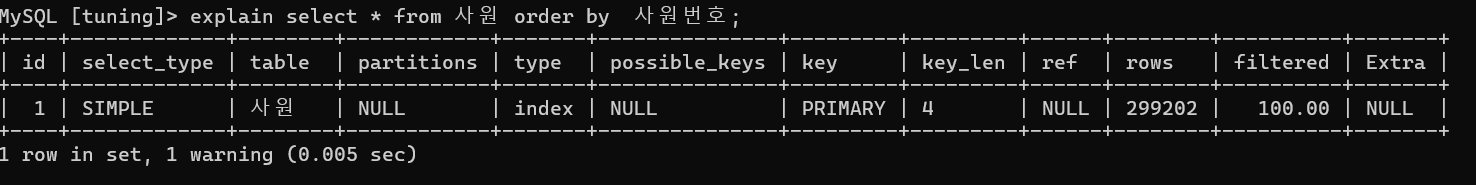 MySQL [tuning]> explain select * from 사원 order by  사원번호;
+----+-------------+--------+------------+-------+---------------+---------+---------+------+--------+----------+-------+
| id | select_type | table  | partitions | type  | possible_keys | key     | key_len | ref  | rows   | filtered | Extra |
+----+-------------+--------+------------+-------+---------------+---------+---------+------+--------+----------+-------+
|  1 | SIMPLE      | 사원   | NULL       | index | NULL          | PRIMARY | 4       | NULL | 299202 |   100.00 | NULL  |
+----+-------------+--------+------------+-------+---------------+---------+---------+------+--------+----------+-------+
1 row in set, 1 warning (0.005 sec)